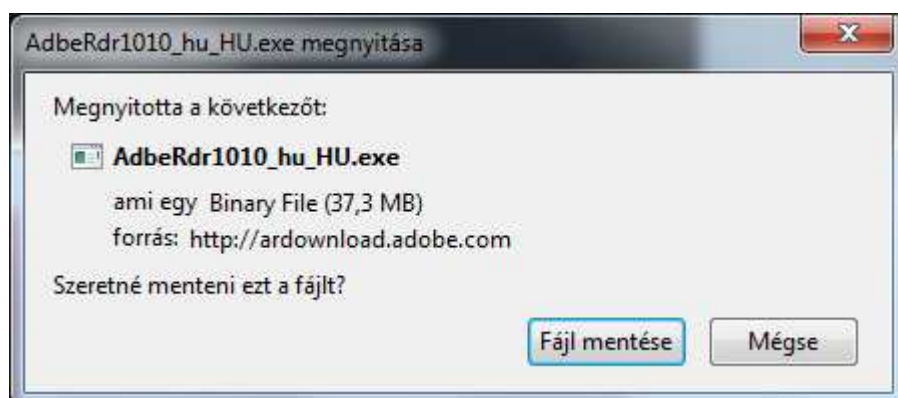 AdbeRdr1010_hu_HU.exe megnyitása
Megnyitotta a következőt:
AdbeRdr1010_hu_HU.exe
ami egy Binary File (37,3 MB)
forrás: http://ardownload.adobe.com
Szeretné menteni ezt a fájlt?
Fájl mentése Mégse